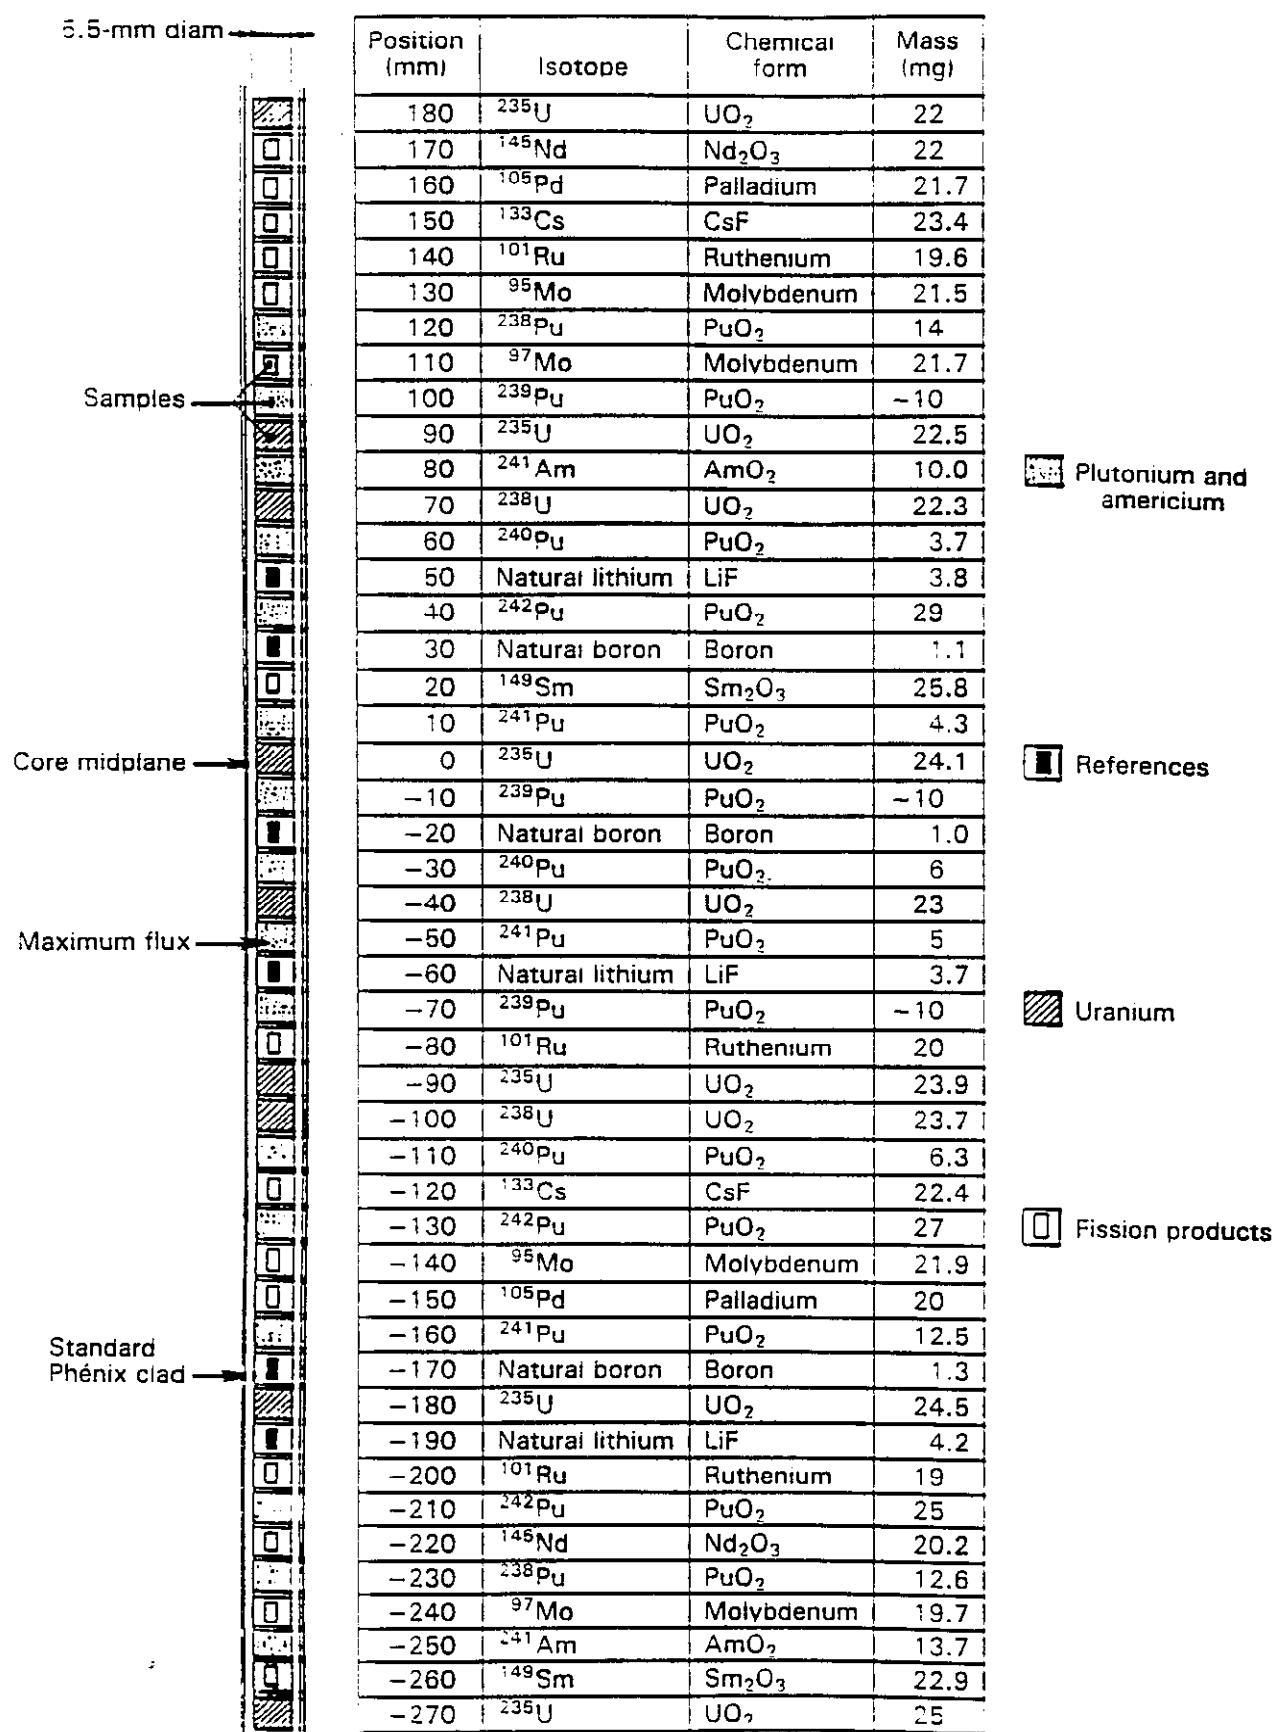 5.5-mm diam
Position (mm) Isotope Chemical form Mass (mg)
180 ²³⁵U UO₂ 22
170 ¹⁴⁵Nd Nd₂O₃ 22
160 ¹⁰⁵Pd Palladium 21.7
150 ¹³³Cs CsF 23.4
140 ¹⁰¹Ru Ruthenium 19.6
130 ⁹⁵Mo Molybdenum 21.5
120 ²³⁸Pu PuO₂ 14
110 ⁹⁷Mo Molybdenum 21.7
100 ²³⁹Pu PuO₂ ~10
90 ²³⁵U UO₂ 22.5
80 ²⁴¹Am AmO₂ 10.0
70 ²³⁸U UO₂ 22.3
60 ²⁴⁰Pu PuO₂ 3.7
50 Natural lithium LiF 3.8
40 ²⁴²Pu PuO₂ 29
30 Natural boron Boron 1.1
20 ¹⁴⁹Sm Sm₂O₃ 25.8
10 ²⁴¹Pu PuO₂ 4.3
0 ²³⁵U UO₂ 24.1
−10 ²³⁹Pu PuO₂ ~10
−20 Natural boron Boron 1.0
−30 ²⁴⁰Pu PuO₂ 6
−40 ²³⁸U UO₂ 23
−50 ²⁴¹Pu PuO₂ 5
−60 Natural lithium LiF 3.7
−70 ²³⁹Pu PuO₂ ~10
−80 ¹⁰¹Ru Ruthenium 20
−90 ²³⁵U UO₂ 23.9
−100 ²³⁸U UO₂ 23.7
−110 ²⁴⁰Pu PuO₂ 6.3
−120 ¹³³Cs CsF 22.4
−130 ²⁴²Pu PuO₂ 27
−140 ⁹⁵Mo Molybdenum 21.9
−150 ¹⁰⁵Pd Palladium 20
−160 ²⁴¹Pu PuO₂ 12.5
−170 Natural boron Boron 1.3
−180 ²³⁵U UO₂ 24.5
−190 Natural lithium LiF 4.2
−200 ¹⁰¹Ru Ruthenium 19
−210 ²⁴²Pu PuO₂ 25
−220 ¹⁴⁵Nd Nd₂O₃ 20.2
−230 ²³⁸Pu PuO₂ 12.6
−240 ⁹⁷Mo Molybdenum 19.7
−250 ²⁴¹Am AmO₂ 13.7
−260 ¹⁴⁹Sm Sm₂O₃ 22.9
−270 ²³⁵U UO₂ 25
Samples
Core midplane
Maximum flux
Standard
Phénix clad
Plutonium and
americium
References
Uranium
Fission products